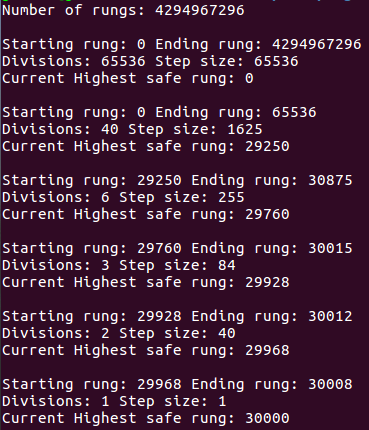 Number of rungs: 4294967296
Starting rung: 0 Ending rung: 4294967296
Divisions: 65536 Step size: 65536
Current Highest safe rung: 0
Starting rung: 0 Ending rung: 65536
Divisions: 40 Step size: 1625
Current Highest safe rung: 29250
Starting rung: 29250 Ending rung: 30875
Divisions: 6 Step size: 255
Current Highest safe rung: 29760
Starting rung: 29760 Ending rung: 30015
Divisions: 3 Step size: 84
Current Highest safe rung: 29928
Starting rung: 29928 Ending rung: 30012
Divisions: 2 Step size: 40
Current Highest safe rung: 29968
Starting rung: 29968 Ending rung: 30008
Divisions: 1 Step size: 1
Current Highest safe rung: 30000